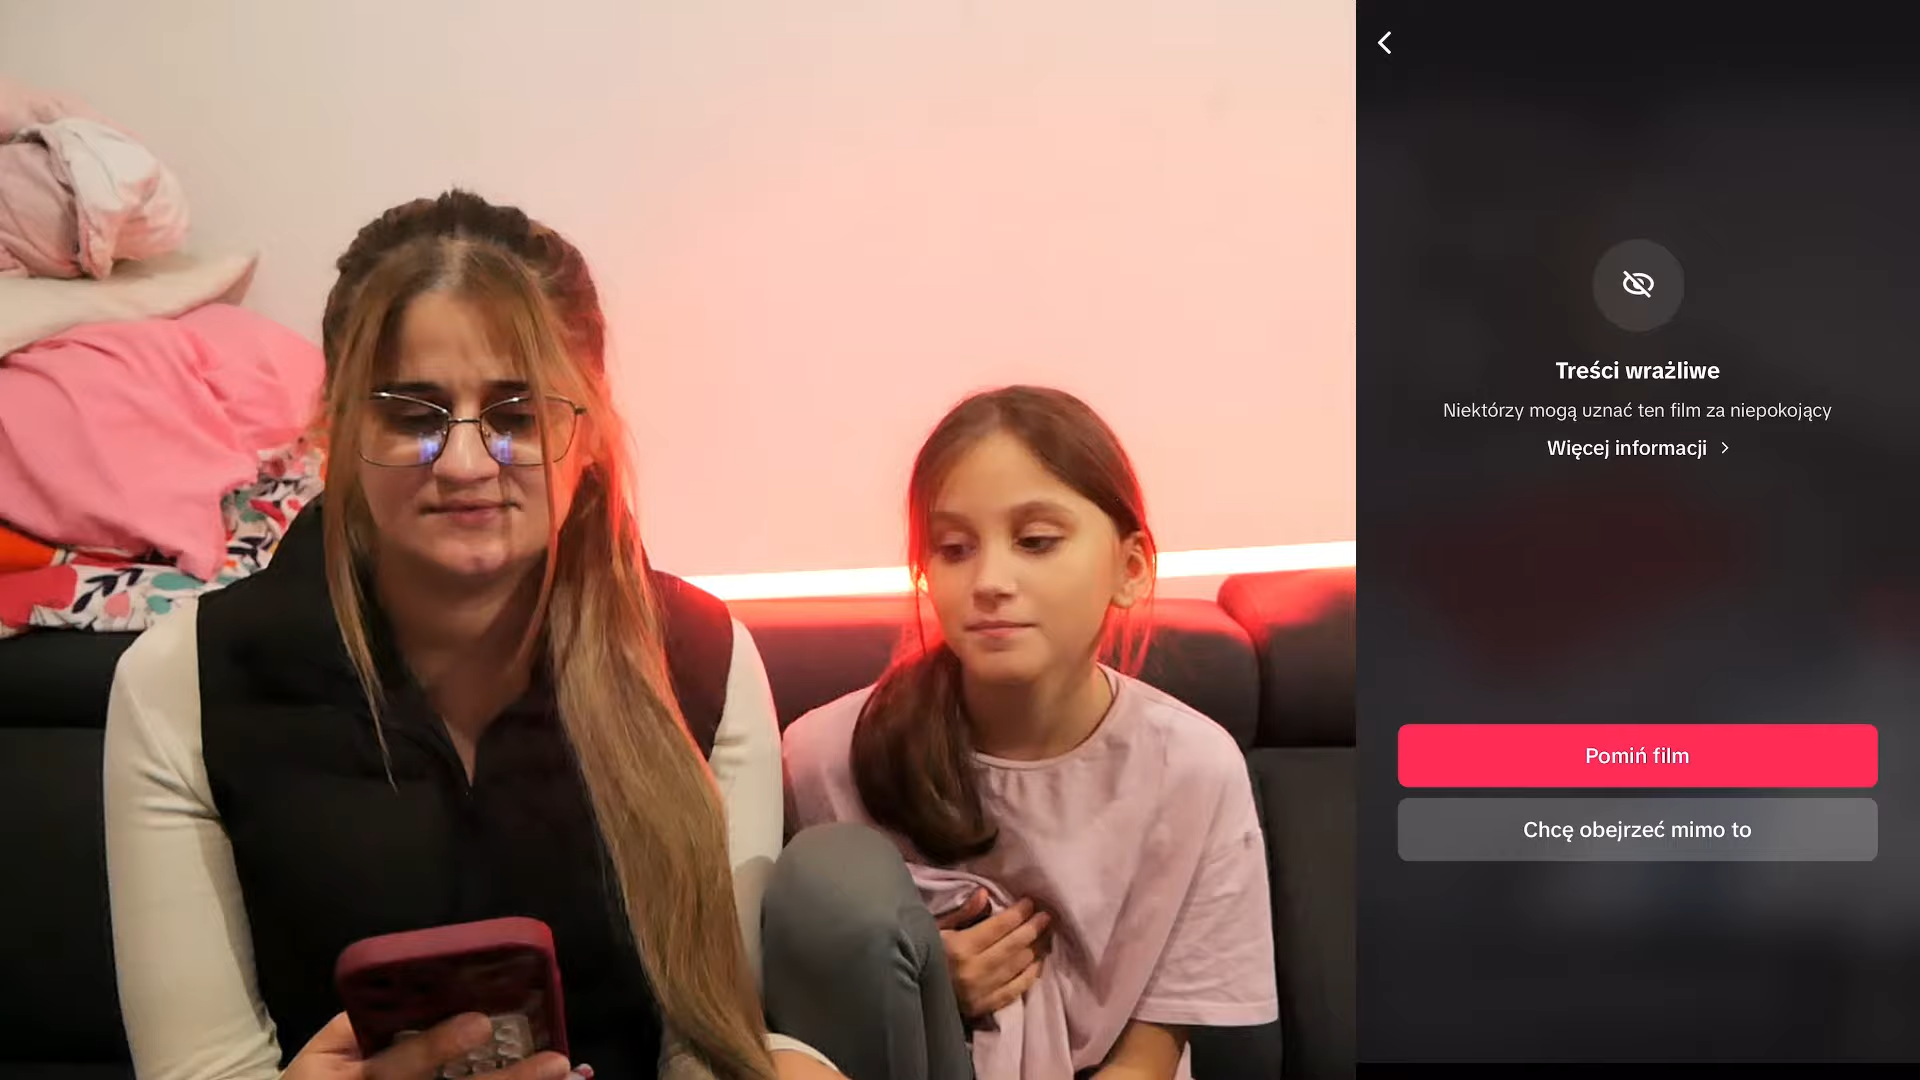 Treści wrażliwe
Niektórzy mogą uznać ten film za niepokojący
Więcej informacji
Pomiń film
Chcę obejrzeć mimo to